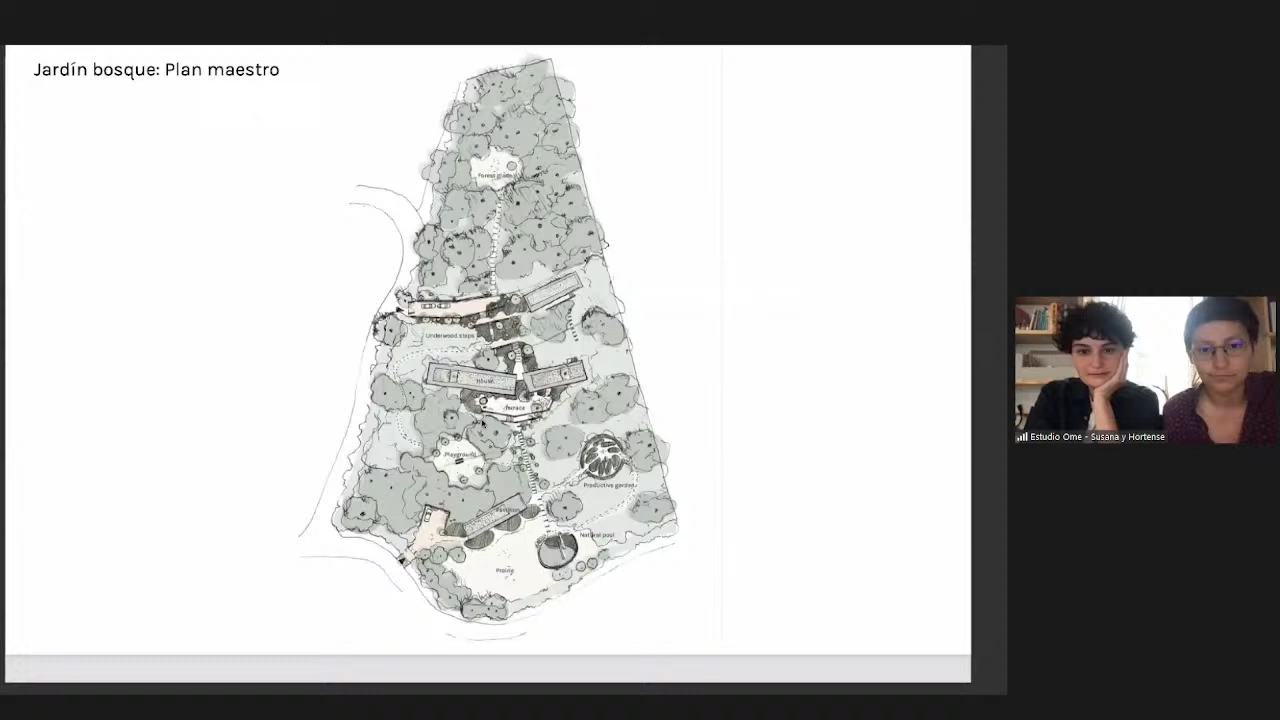 Jardín bosque: Plan maestro
Forest glade
Underwood steps
House
Terrace
Playground
Productive garden
Pavilion
Natural pool
Prairie
Estudio Ome - Susana y Hortense